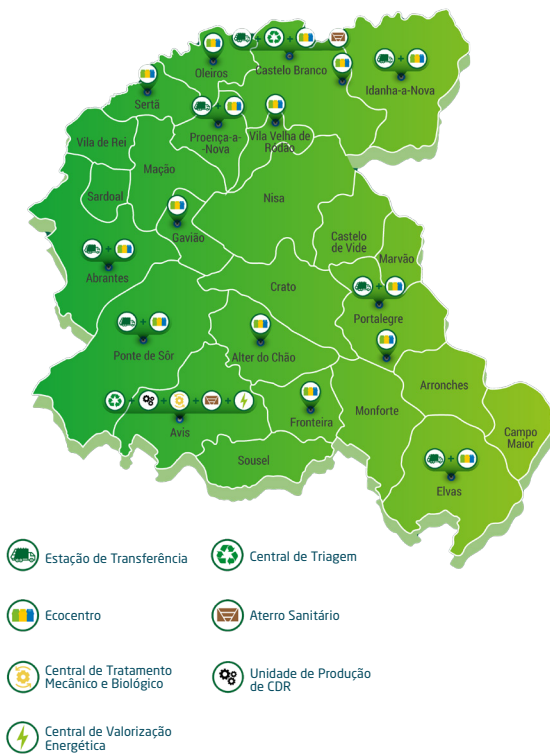 Oleiros
Castelo Branco
Idanha-a-Nova
Sertã
Proença-a-
-Nova
Vila Velha de
Rodão
Vila de Rei
Mação
Sardoal
Nisa
Gavião
Castelo
de Vide
Marvão
Abrantes
Crato
Portalegre
Ponte de Sôr
Alter do Chão
Arronches
Avis
Fronteira
Monforte
Campo
Maior
Sousel
Elvas
Estação de Transferência
Central de Triagem
Ecocentro
Aterro Sanitário
Central de Tratamento
Mecânico e Biológico
Unidade de Produção
de CDR
Central de Valorização
Energética